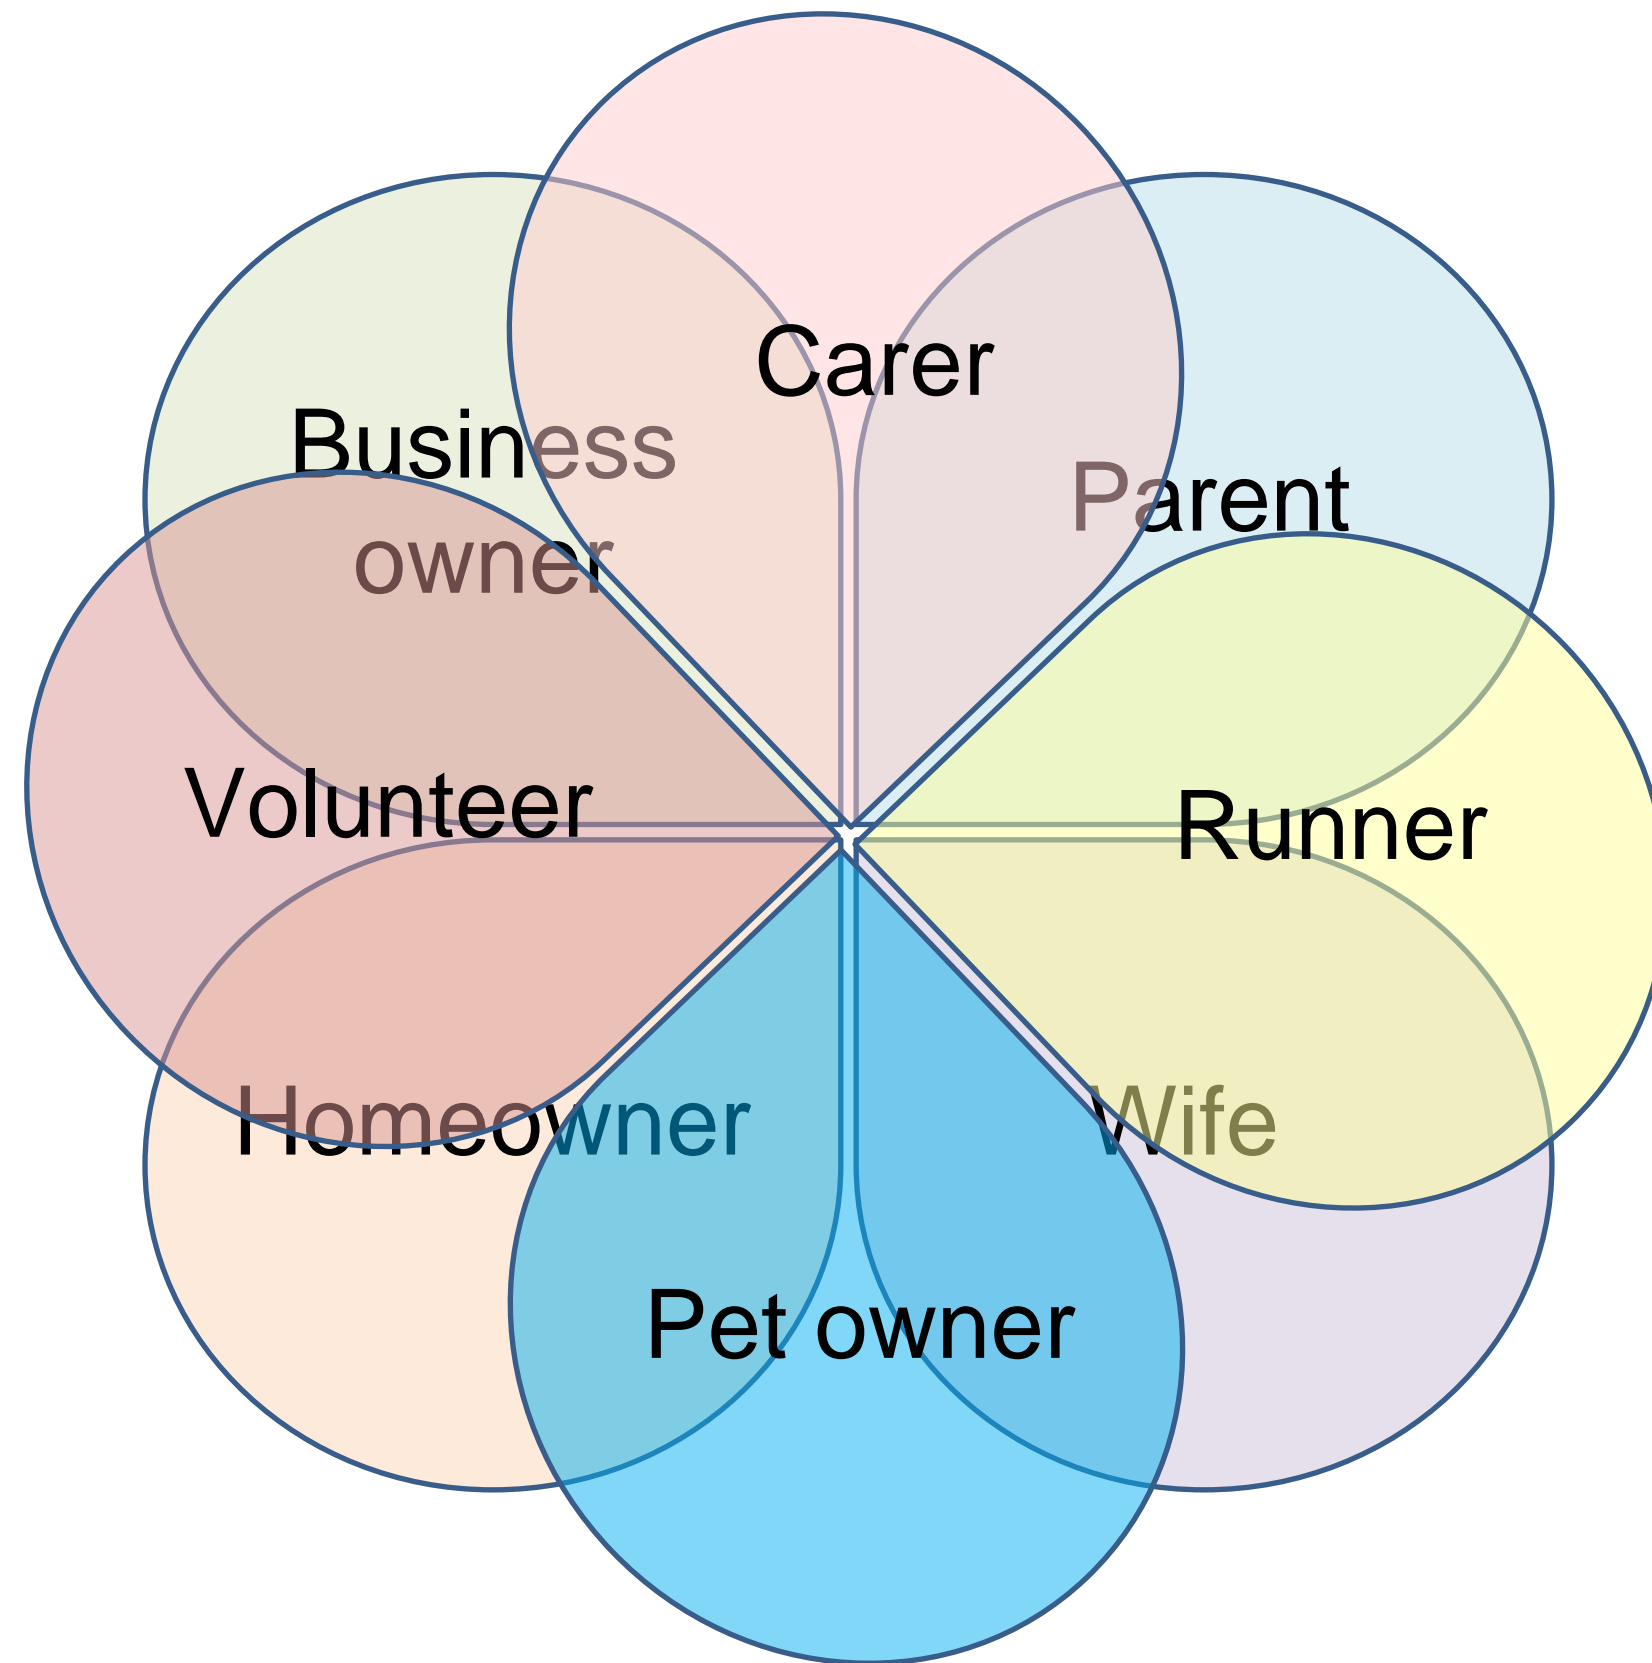 Carer
Business
owner
Parent
Volunteer
Runner
Homeowner
Wife
Pet owner